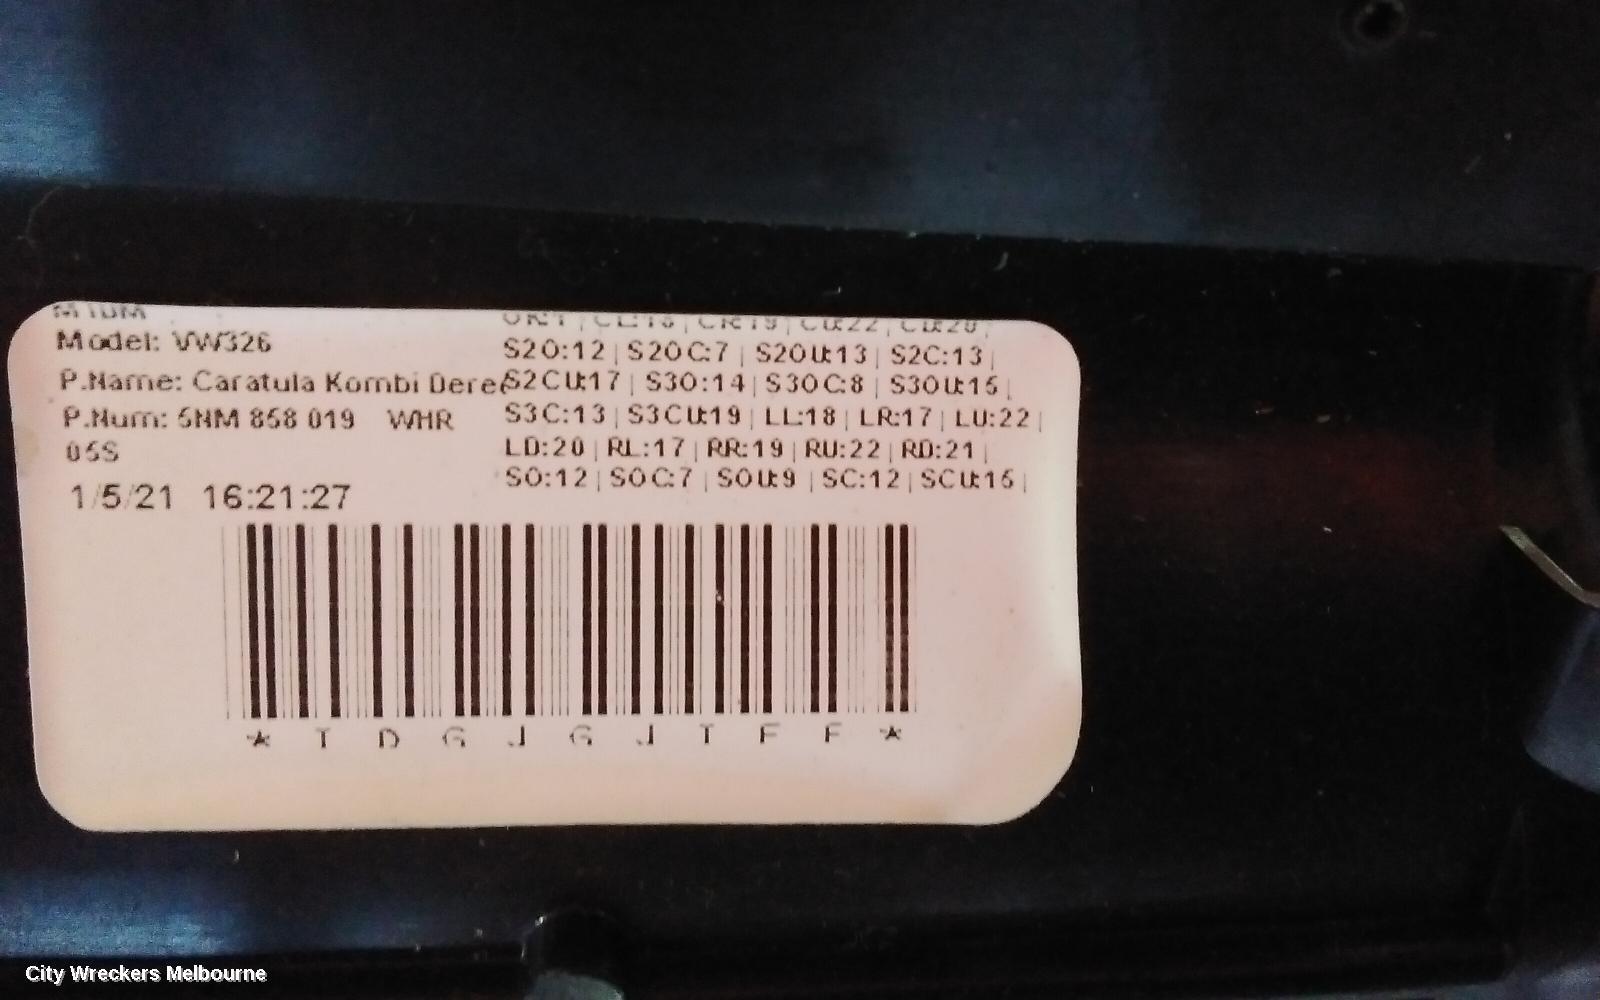 Model: VW326
P.Name: Caratula Kombi Derec
P.Num: 5NM 858 019 WHR
05S
1/5/21 16:21:27
S2O:12 | S2OC:7 | S2OU:13 | S2C:13 |
S2CU:17 | S3O:14 | S3OC:8 | S3OU:15 |
S3C:13 | S3CU:19 | LL:18 | LR:17 | LU:22 |
LD:20 | RL:17 | RR:19 | RU:22 | RD:21 |
SO:12 | SOC:7 | SOU:9 | SC:12 | SCU:15 |
* T D G J G J T F F *
City Wreckers Melbourne